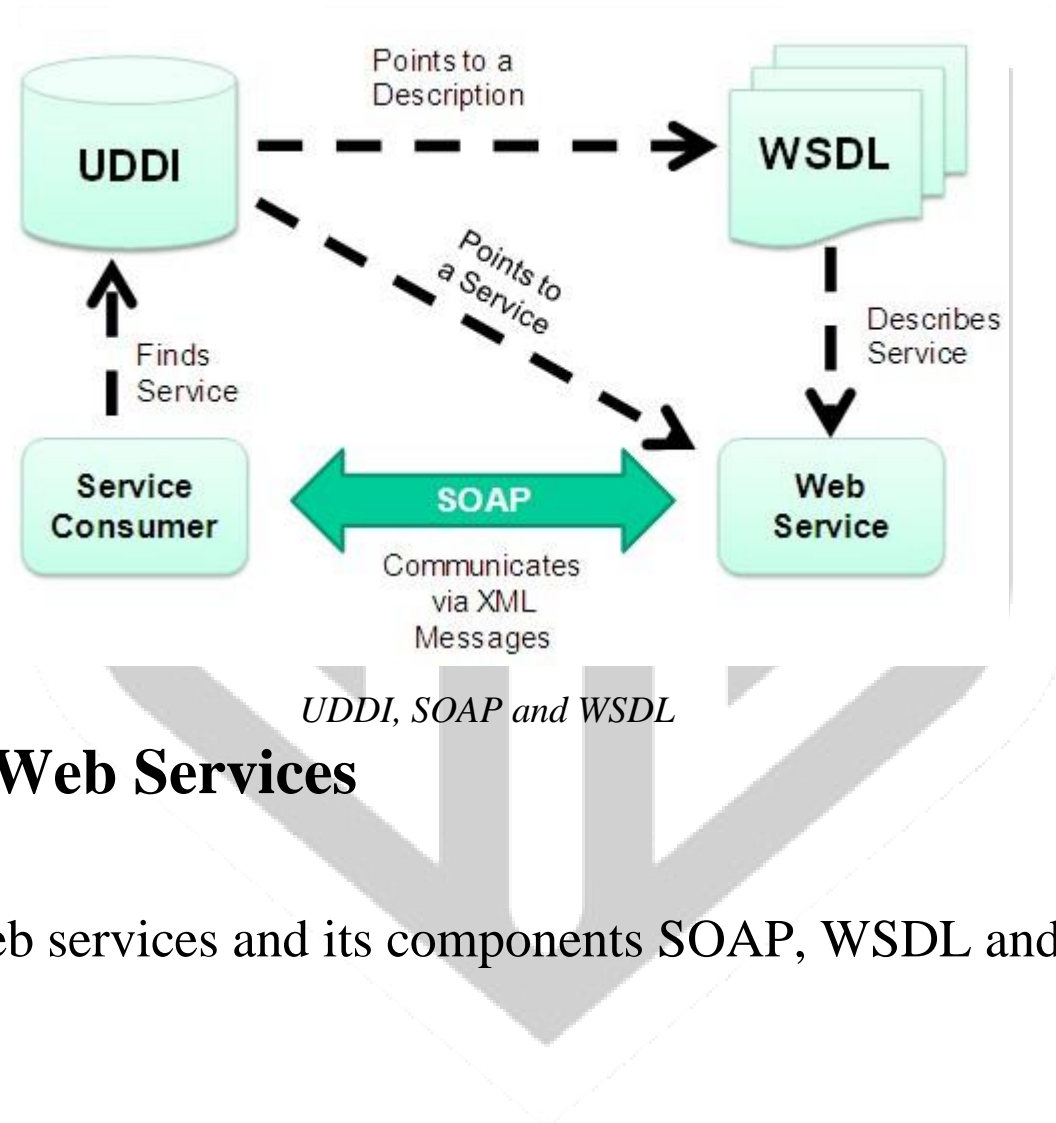 Points to a
Description
UDDI
WSDL
Points to
a Service
Describes
Service
Finds
Service
Service
Consumer
SOAP
Web
Service
Communicates
via XML
Messages
UDDI, SOAP and WSDL
Web Services
eb services and its components SOAP, WSDL and